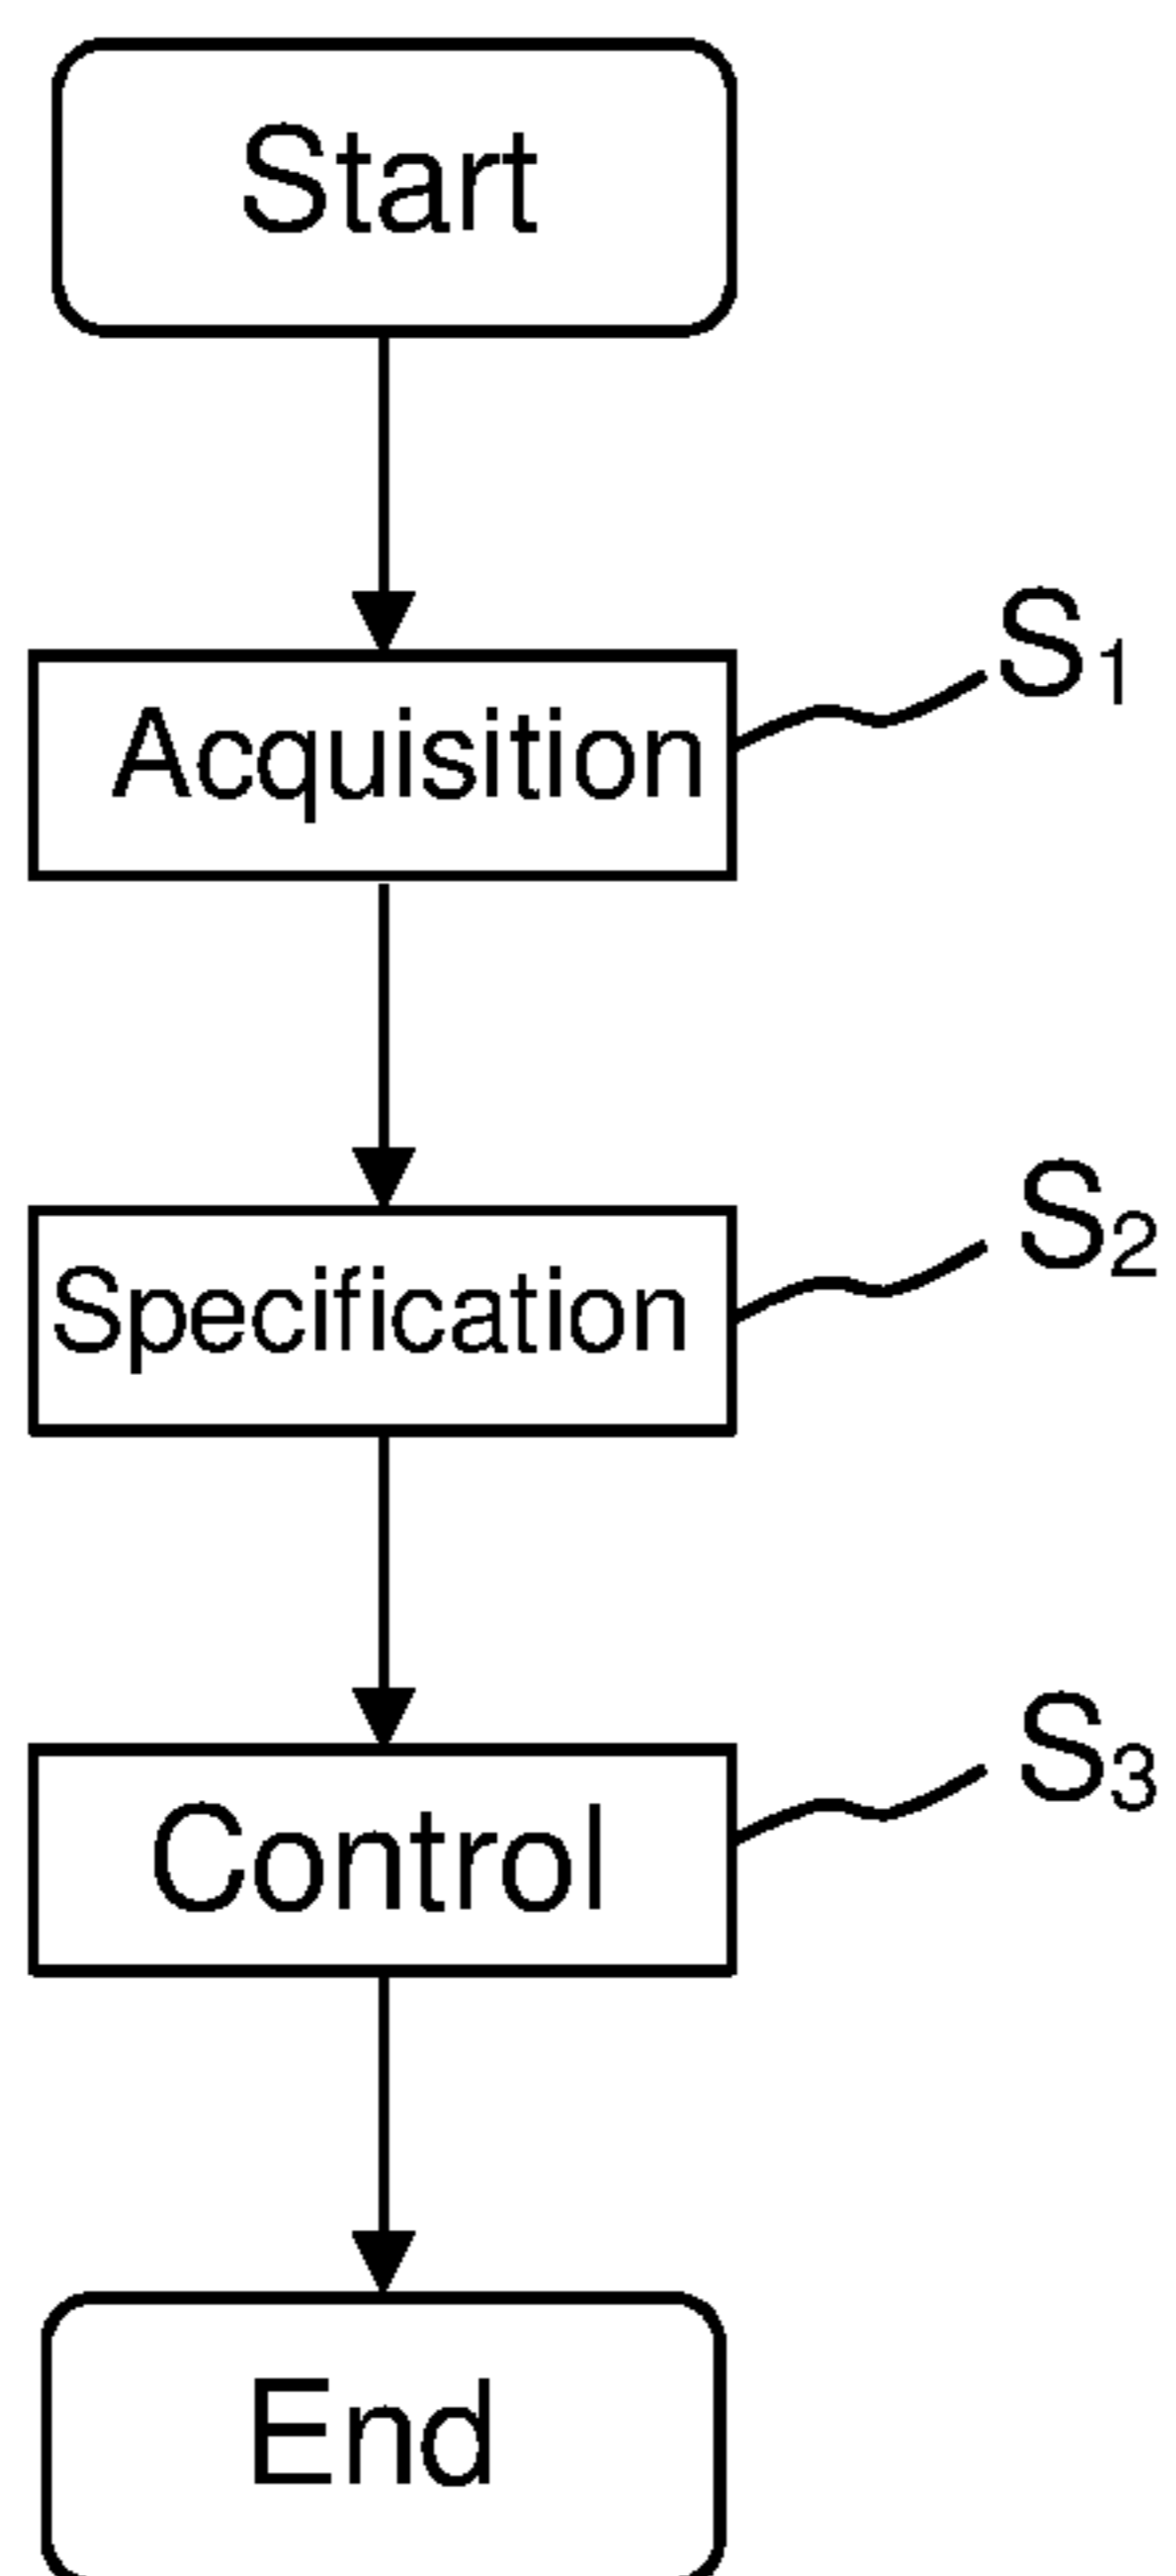 Start
Acquisition
S1
Specification
S2
Control
S3
End